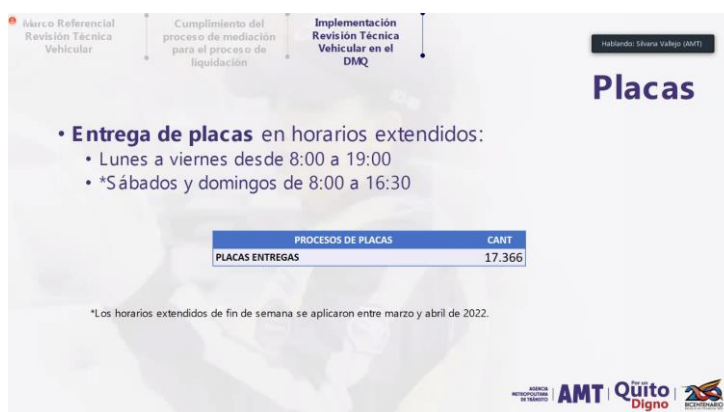 Marco Referencial
Revisión Técnica
Vehicular
Cumplimiento del
proceso de mediación
para el proceso de
liquidación
Implementación
Revisión Técnica
Vehicular en el
DMQ
Hablando: Silvana Vallejo (AMT)
Placas
• Entrega de placas en horarios extendidos:
• Lunes a viernes desde 8:00 a 19:00
• *Sábados y domingos de 8:00 a 16:30
PROCESOS DE PLACAS CANT
PLACAS ENTREGAS 17.366
*Los horarios extendidos de fin de semana se aplicaron entre marzo y abril de 2022.
AGENCIA
METROPOLITANA
DE TRÁNSITO
AMT
Por un
Quito
Digno
BICENTENARIO